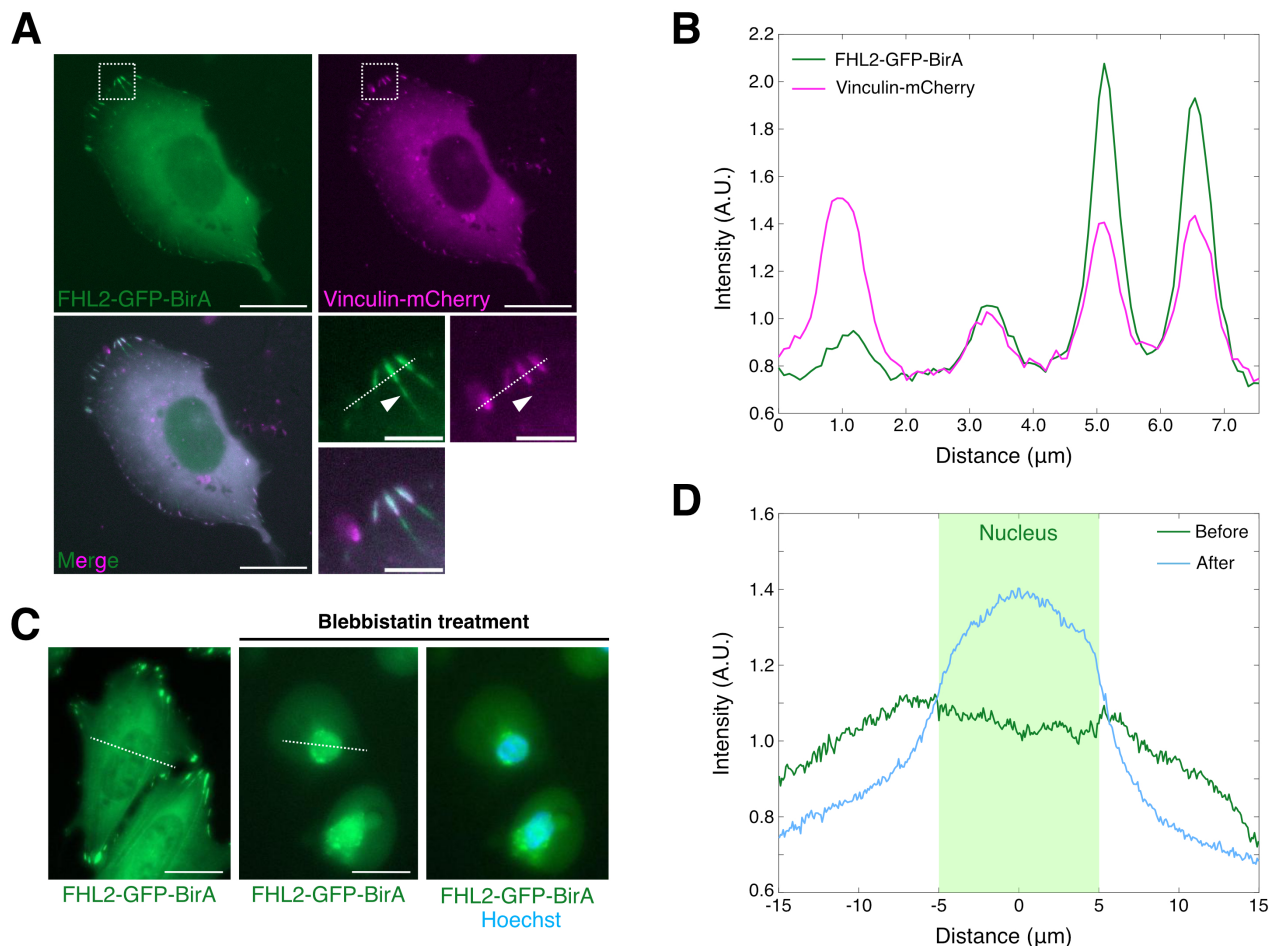 A
FHL2-GFP-BirA
Vinculin-mCherry
Merge
B
2.2
2.0
1.8
1.6
1.4
1.2
1.0
0.8
0.6
Intensity (A.U.)
FHL2-GFP-BirA
Vinculin-mCherry
0 1.0 2.0 3.0 4.0 5.0 6.0 7.0
Distance (µm)
C
Blebbistatin treatment
FHL2-GFP-BirA
FHL2-GFP-BirA
FHL2-GFP-BirA
Hoechst
D
1.6
1.4
1.2
1.0
0.8
0.6
Intensity (A.U.)
Nucleus
Before
After
-15 -10 -5 0 5 10 15
Distance (µm)